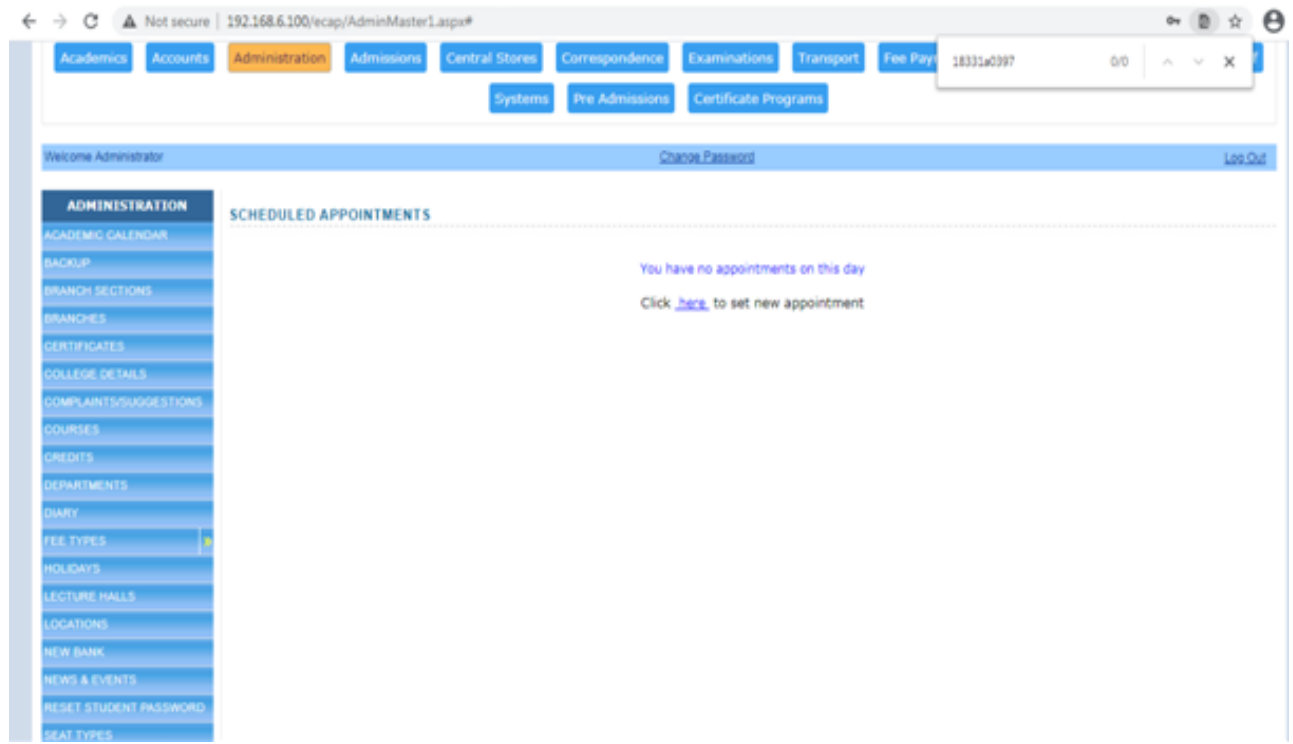 Not secure | 192.168.6.100/ecap/AdminMaster1.aspx#
Academics Accounts Administration Admissions Central Stores Correspondence Examinations Transport Fee Pay
18331a0397 0/0
Systems Pre Admissions Certificate Programs
Welcome Administrator Change Password Log Out
ADMINISTRATION
SCHEDULED APPOINTMENTS
ACADEMIC CALENDAR
BACKUP
You have no appointments on this day
BRANCH SECTIONS
Click here to set new appointment
BRANCHES
CERTIFICATES
COLLEGE DETAILS
COMPLAINTS/SUGGESTIONS
COURSES
CREDITS
DEPARTMENTS
DIARY
FEE TYPES
HOLIDAYS
LECTURE HALLS
LOCATIONS
NEW BANK
NEWS & EVENTS
RESET STUDENT PASSWORD
SEAT TYPES